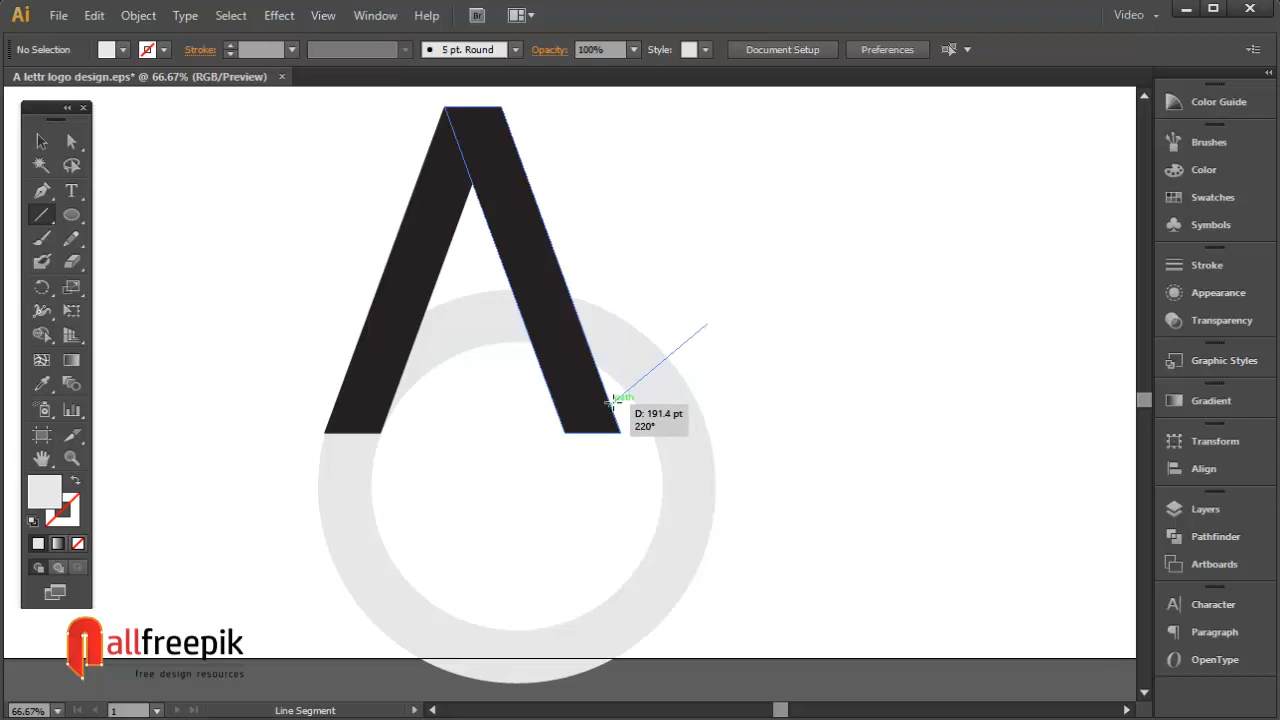 Ai File Edit Object Type Select Effect View Window Help Br Video
No Selection Stroke: 5 pt. Round Opacity: 100% Style: Document Setup Preferences
A lettr logo design.eps* @ 66.67% (RGB/Preview)
Color Guide
Brushes
Color
Swatches
Symbols
Stroke
Appearance
Transparency
Graphic Styles
Gradient
Transform
Align
Layers
Pathfinder
Artboards
Character
Paragraph
OpenType
path
D: 191.4 pt
220°
allfreepik
free design resources
66.67% 1 Line Segment